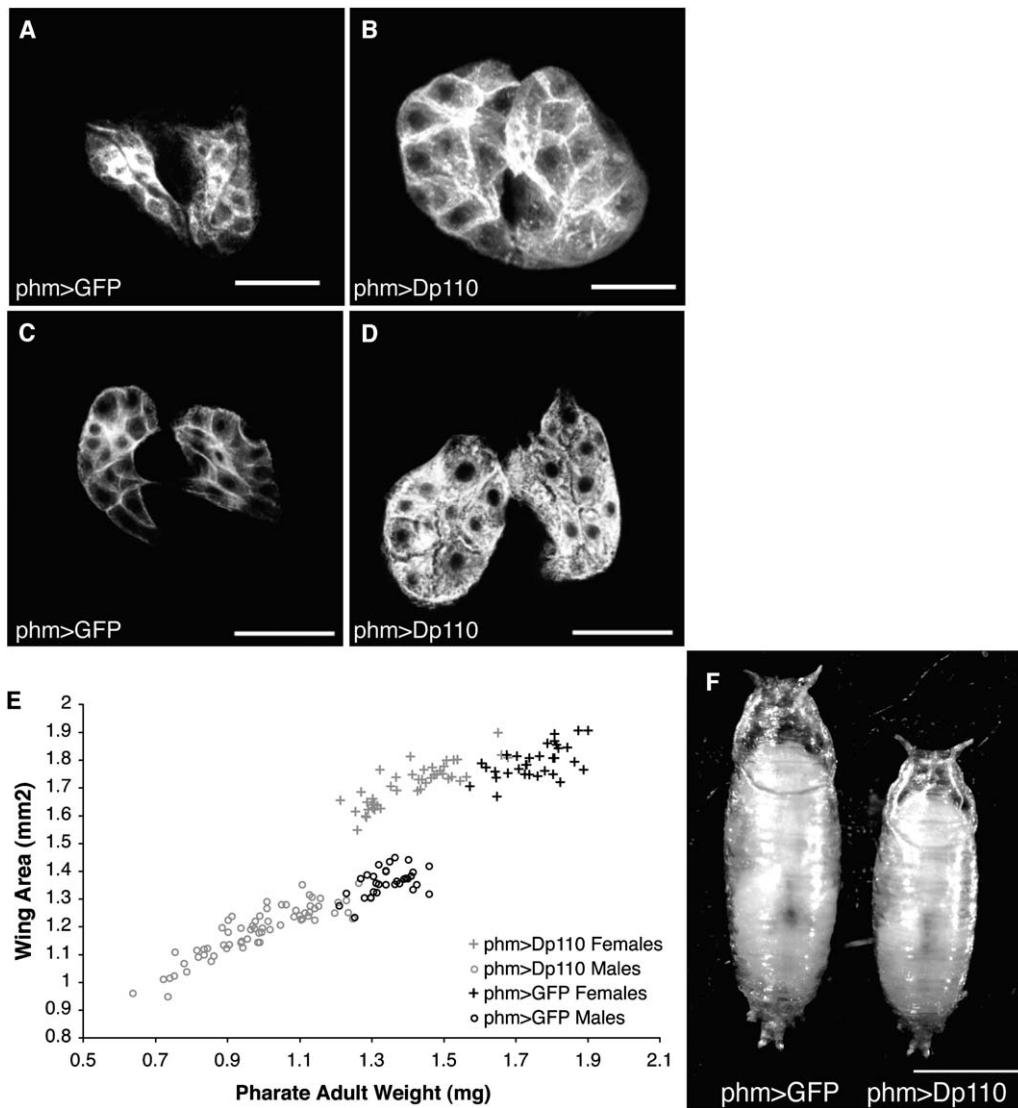 A
phm>GFP
B
phm>Dp110
C
phm>GFP
D
phm>Dp110
E
Wing Area (mm2)
2
1.9
1.8
1.7
1.6
1.5
1.4
1.3
1.2
1.1
1
0.9
0.8
phm>Dp110 Females
phm>Dp110 Males
phm>GFP Females
phm>GFP Males
0.5 0.7 0.9 1.1 1.3 1.5 1.7 1.9 2.1
Pharate Adult Weight (mg)
F
phm>GFP phm>Dp110